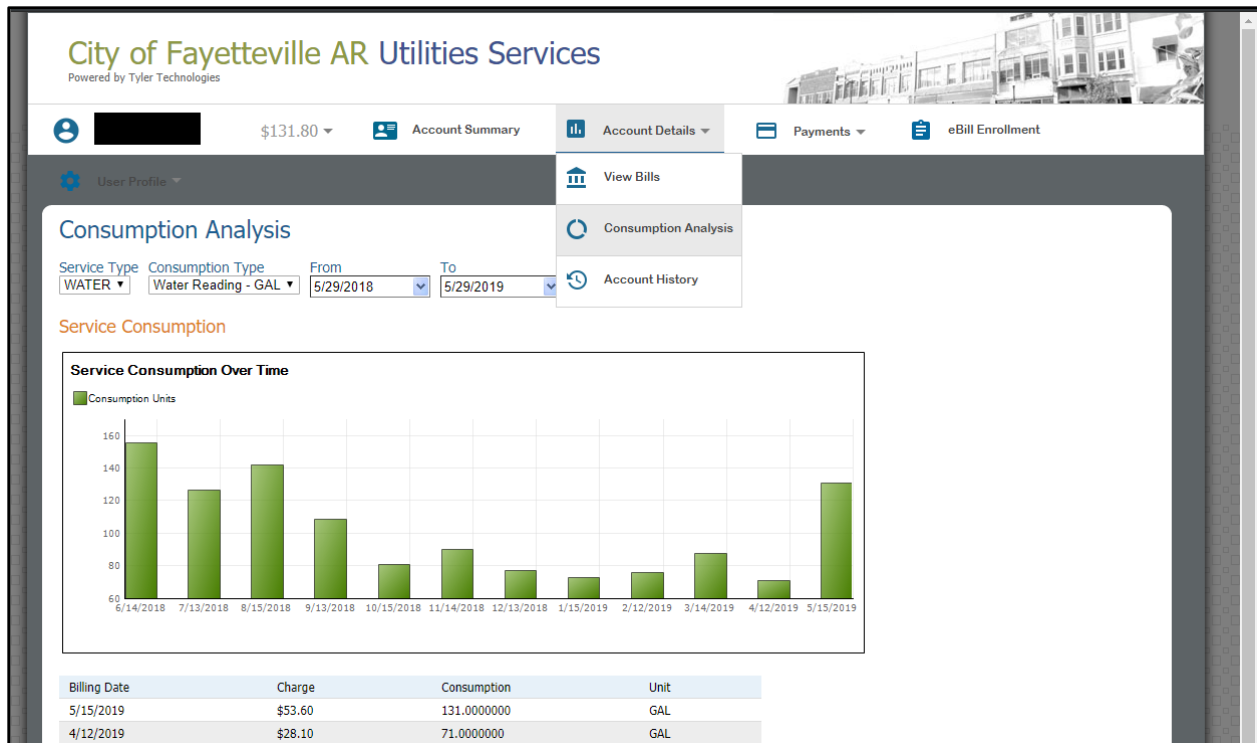 City of Fayetteville AR Utilities Services
Powered by Tyler Technologies
$131.80 Account Summary Account Details Payments eBill Enrollment
User Profile
View Bills
Consumption Analysis
Account History
Consumption Analysis
Service Type Consumption Type From To
WATER Water Reading - GAL 5/29/2018 5/29/2019
Service Consumption
Service Consumption Over Time
Consumption Units
160
140
120
100
80
60
6/14/2018 7/13/2018 8/15/2018 9/13/2018 10/15/2018 11/14/2018 12/13/2018 1/15/2019 2/12/2019 3/14/2019 4/12/2019 5/15/2019
Billing Date Charge Consumption Unit
5/15/2019 $53.60 131.0000000 GAL
4/12/2019 $28.10 71.0000000 GAL